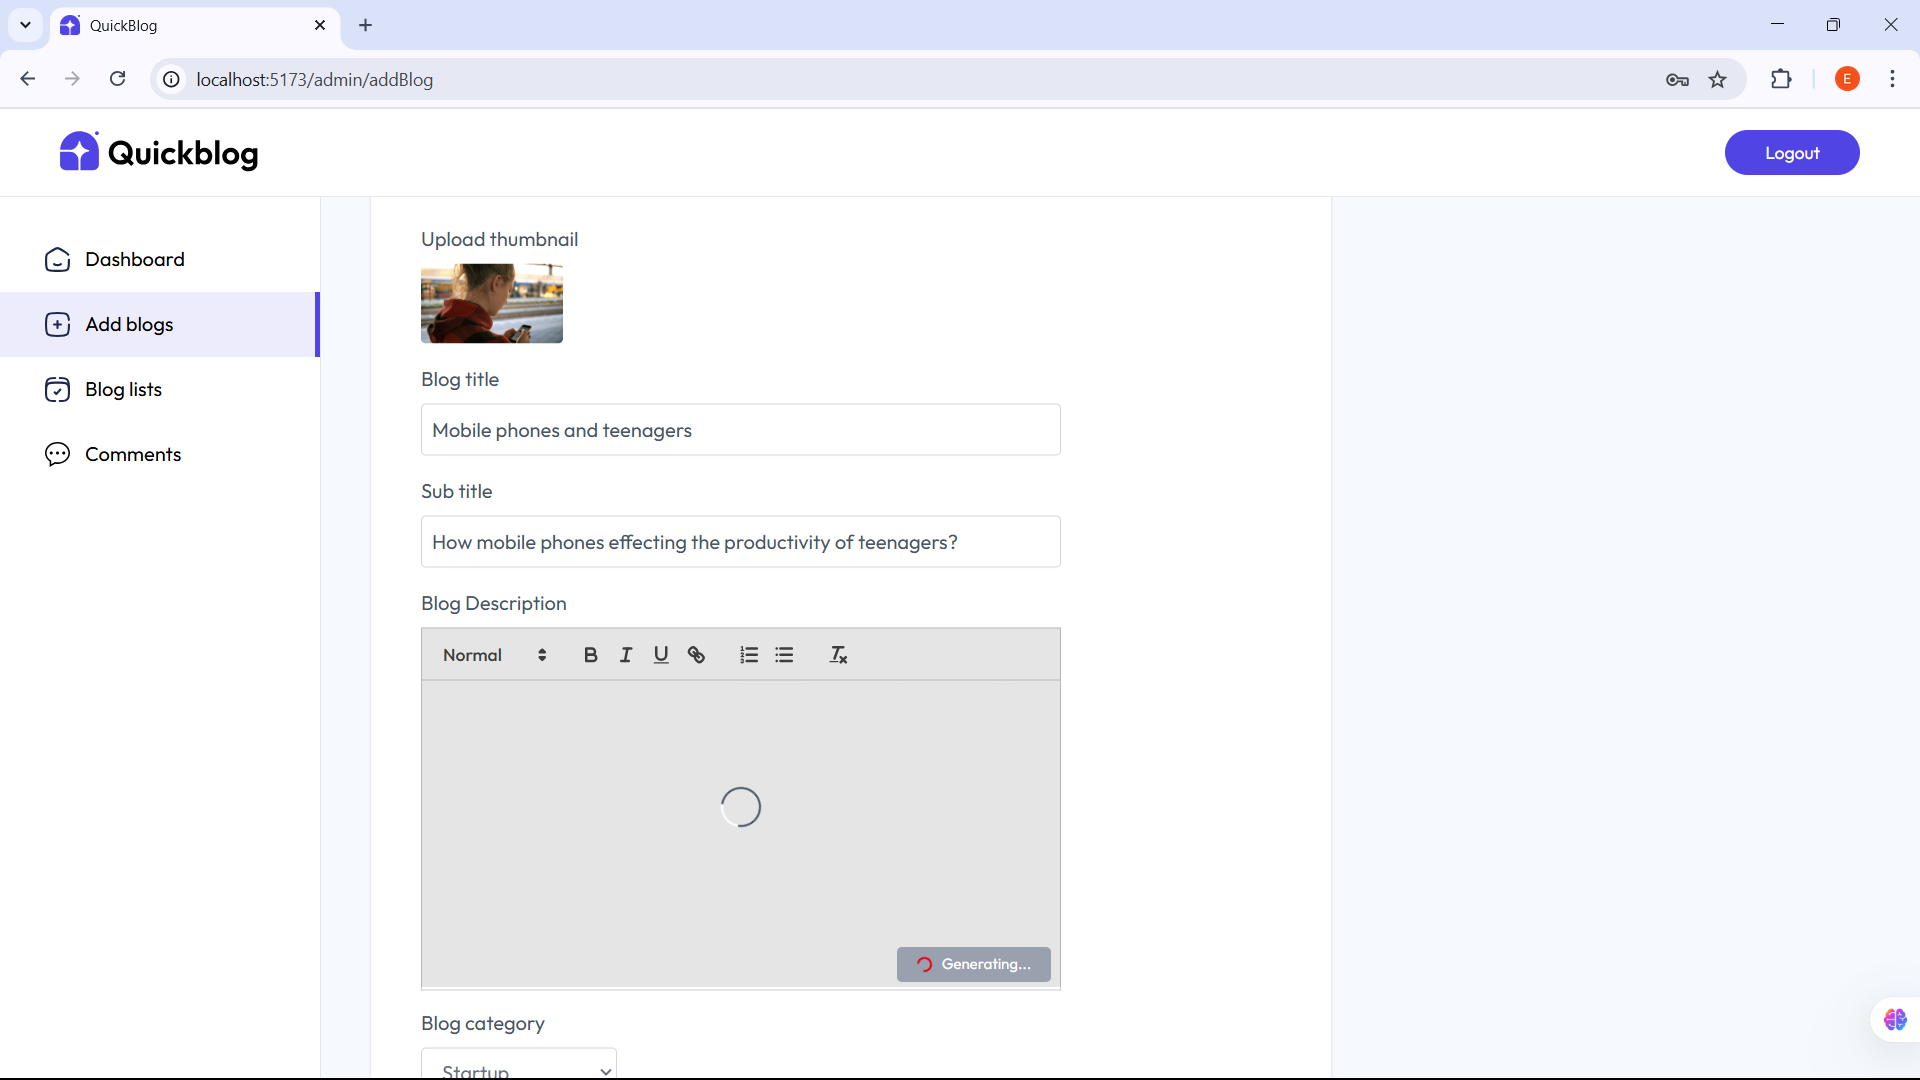 QuickBlog
localhost:5173/admin/addBlog
E
Quickblog
Logout
Dashboard
Add blogs
Blog lists
Comments
Upload thumbnail
Blog title
Mobile phones and teenagers
Sub title
How mobile phones effecting the productivity of teenagers?
Blog Description
Normal
Generating...
Blog category
Startup